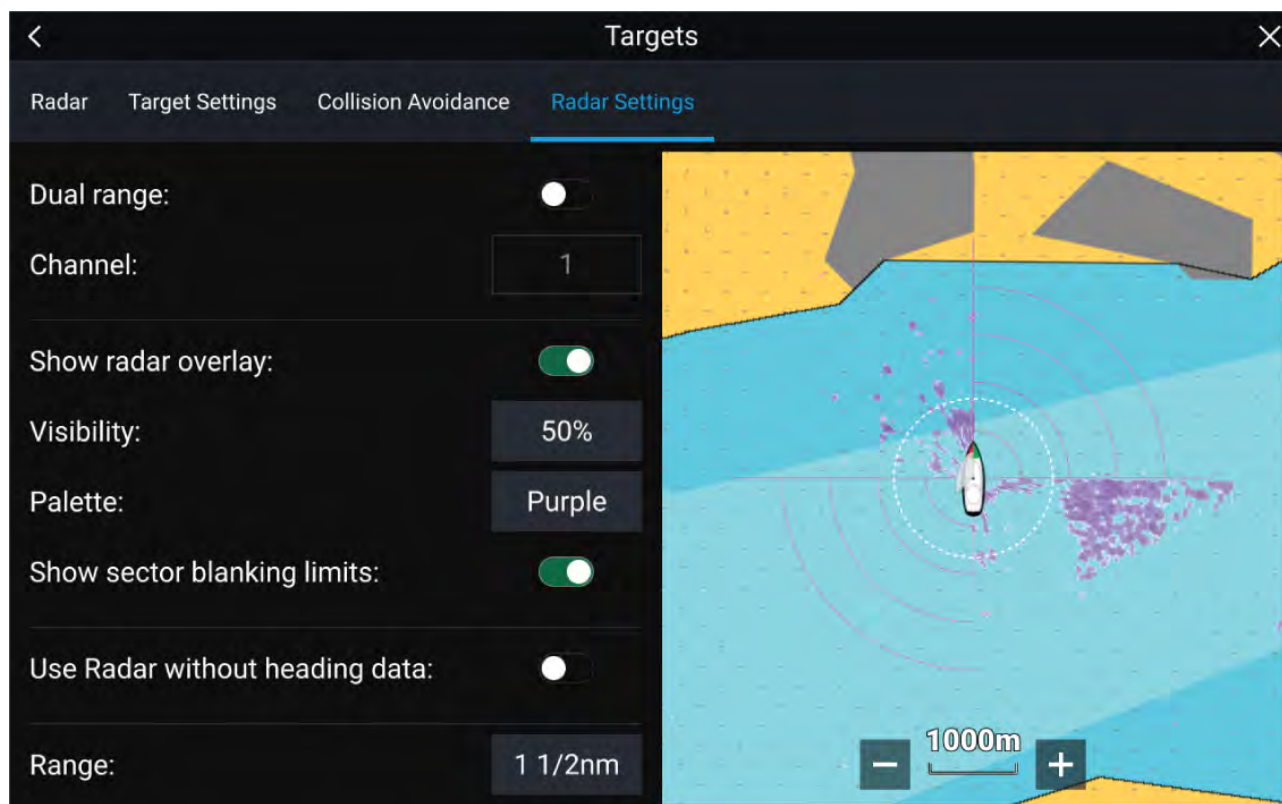 Targets
Radar Target Settings Collision Avoidance Radar Settings
Dual range:
Channel: 1
Show radar overlay:
Visibility: 50%
Palette: Purple
Show sector blanking limits:
Use Radar without heading data:
Range: 1 1/2nm
1000m